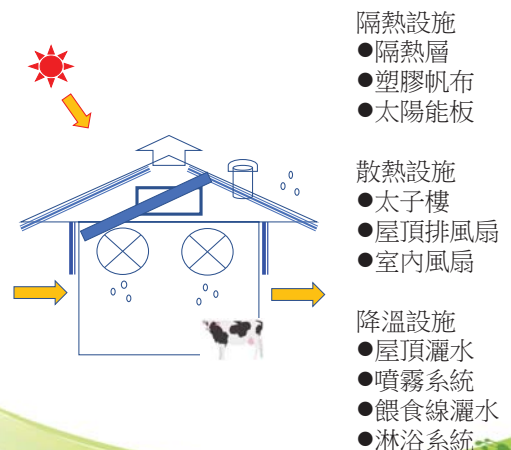 隔熱設施
●隔熱層
●塑膠帆布
●太陽能板
散熱設施
●太子樓
●屋頂排風扇
●室內風扇
降溫設施
●屋頂灑水
●噴霧系統
●餵食線灑水
●淋浴系統